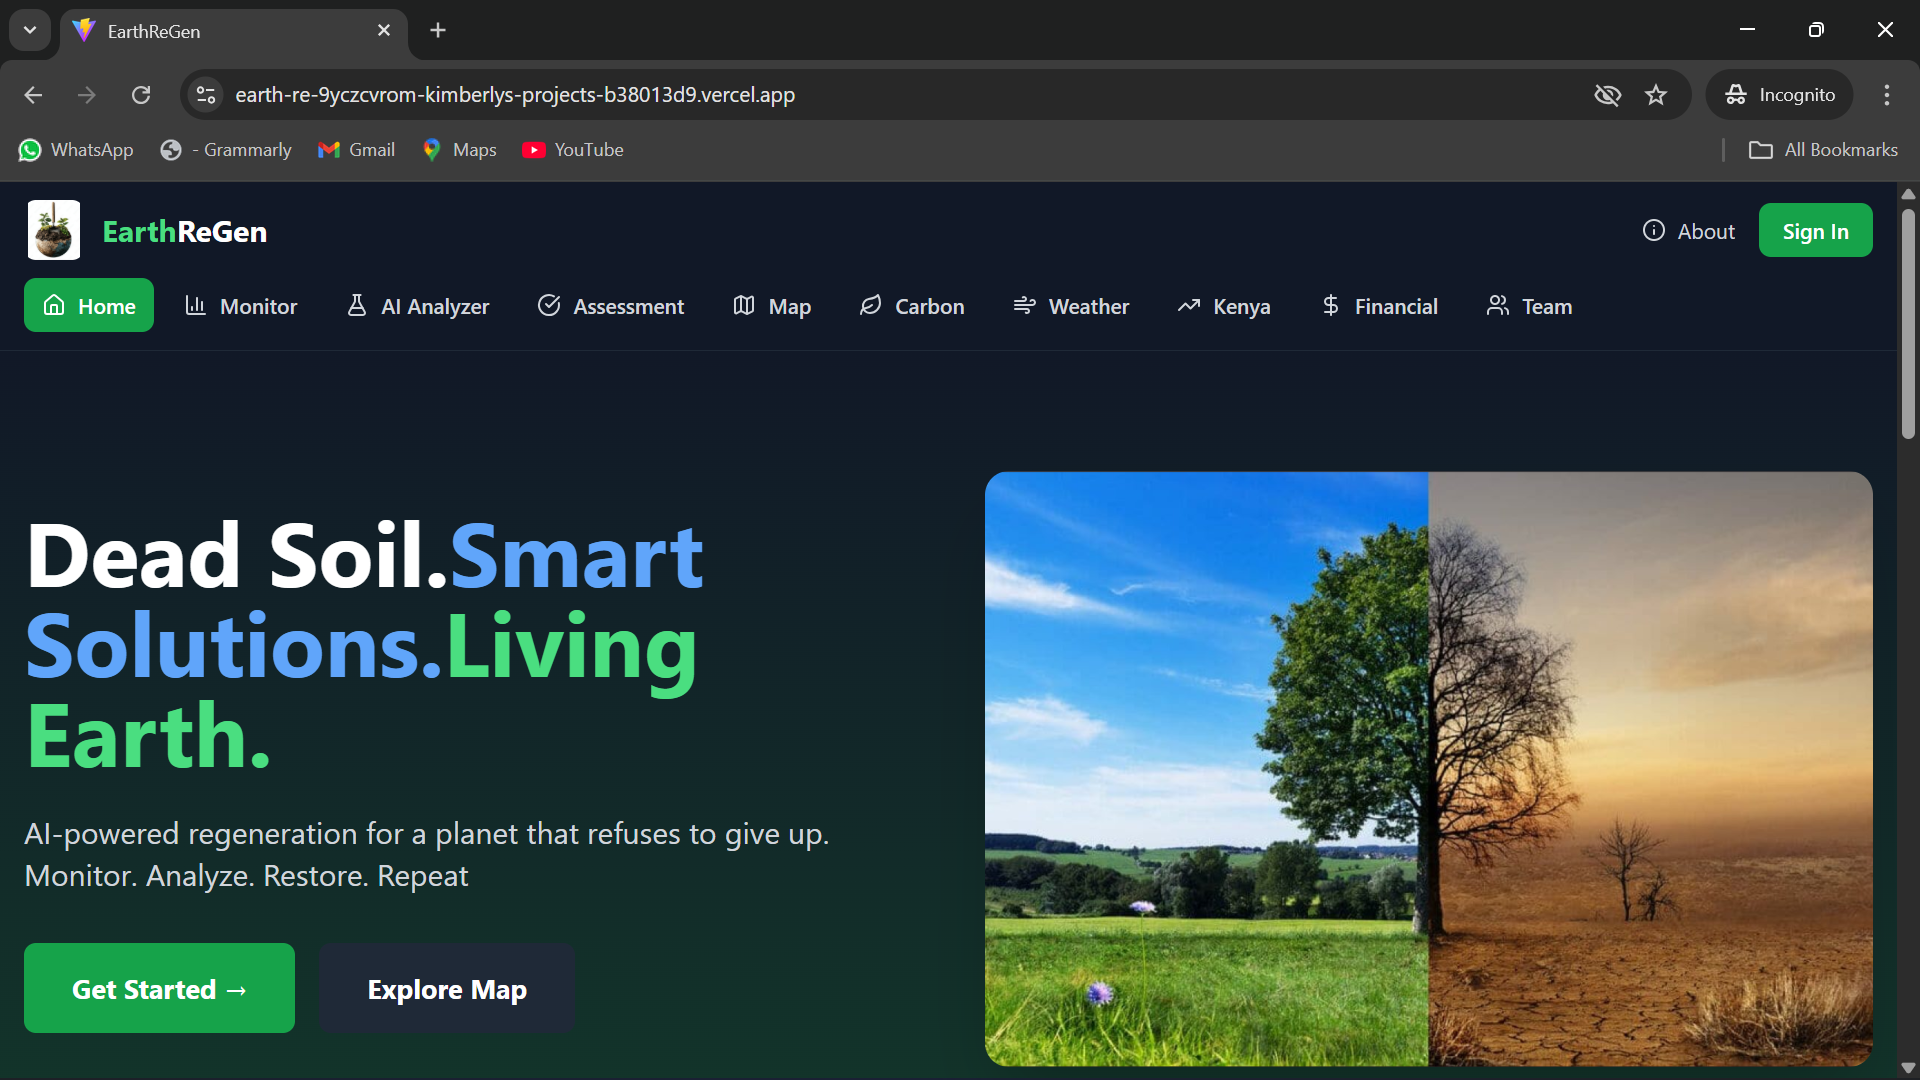 EarthReGen
earth-re-9yczcvrom-kimberlys-projects-b38013d9.vercel.app
Incognito
WhatsApp
- Grammarly
Gmail
Maps
YouTube
All Bookmarks
EarthReGen
About
Sign In
Home
Monitor
AI Analyzer
Assessment
Map
Carbon
Weather
Kenya
Financial
Team
Dead Soil.Smart
Solutions.Living
Earth.
AI-powered regeneration for a planet that refuses to give up.
Monitor. Analyze. Restore. Repeat
Get Started →
Explore Map